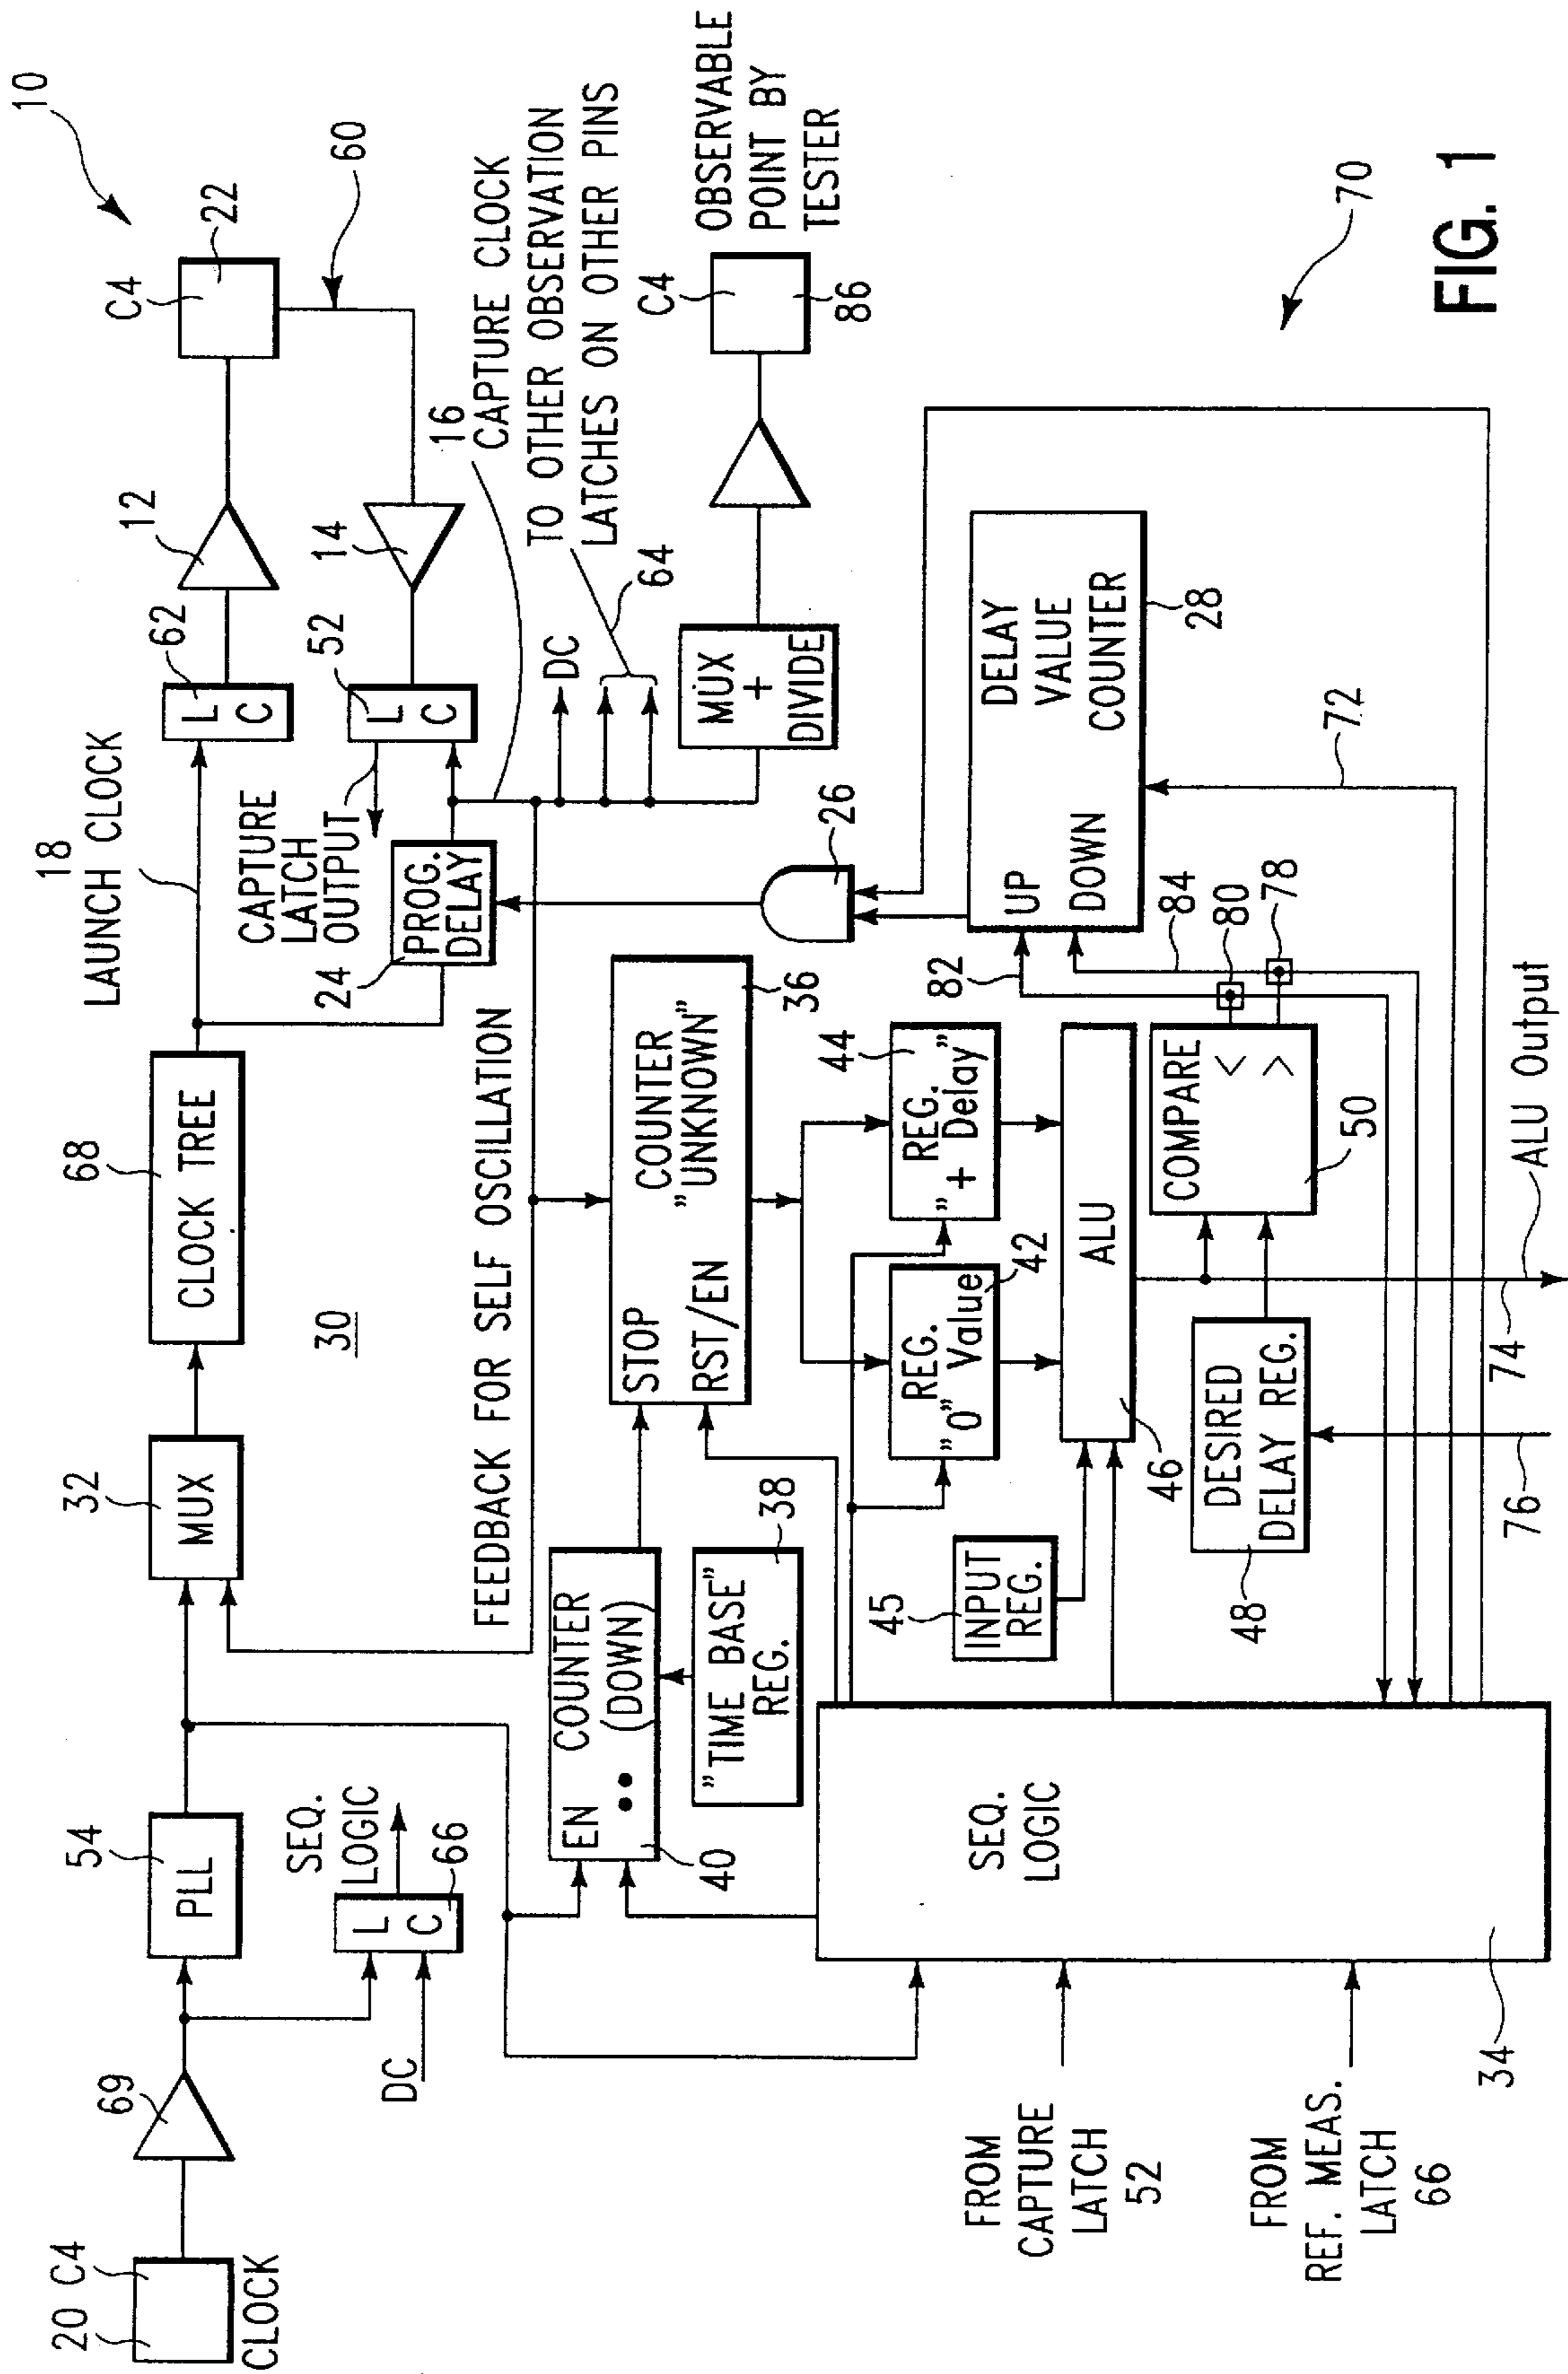 10
20 C4
CLOCK
69
54
PLL
32
MUX
68
CLOCK TREE
18
LAUNCH CLOCK
62
L
C
12
C4
22
60
14
52
L
C
CAPTURE
LATCH
OUTPUT
24
PROG.
DELAY
16
CAPTURE CLOCK
TO OTHER OBSERVATION
LATCHES ON OTHER PINS
DC
64
SEQ.
LOGIC
L
C
66
DC
30
FEEDBACK FOR SELF OSCILLATION
MUX
+
DIVIDE
C4
86
OBSERVABLE
POINT BY
TESTER
EN
COUNTER
(DOWN)
40
"TIME BASE"
REG.
38
STOP
COUNTER
"UNKNOWN"
RST/EN
36
26
DELAY
VALUE
COUNTER
UP
DOWN
28
72
REG.
"0" Value
42
REG.
"+ Delay"
44
45
INPUT
REG.
ALU
46
COMPARE
<
>
50
82
84
80
78
DESIRED
DELAY REG.
48
76
74
ALU Output
SEQ.
LOGIC
34
FROM
CAPTURE
LATCH
52
FROM
REF. MEAS.
LATCH
66
70
FIG. 1